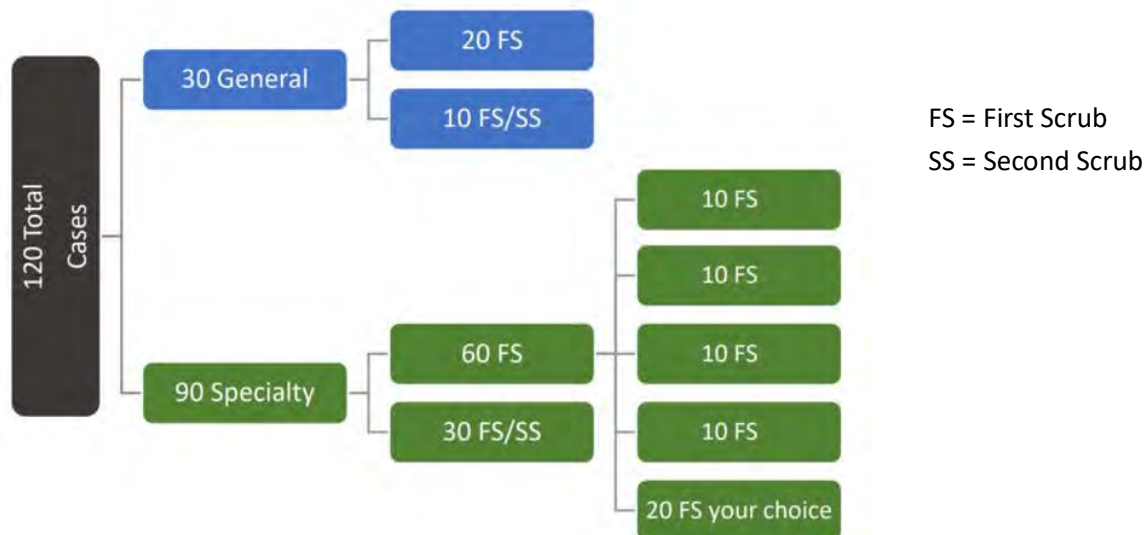 120 Total
Cases
30 General
20 FS
10 FS/SS
90 Specialty
60 FS
30 FS/SS
10 FS
10 FS
10 FS
10 FS
20 FS your choice
FS = First Scrub
SS = Second Scrub